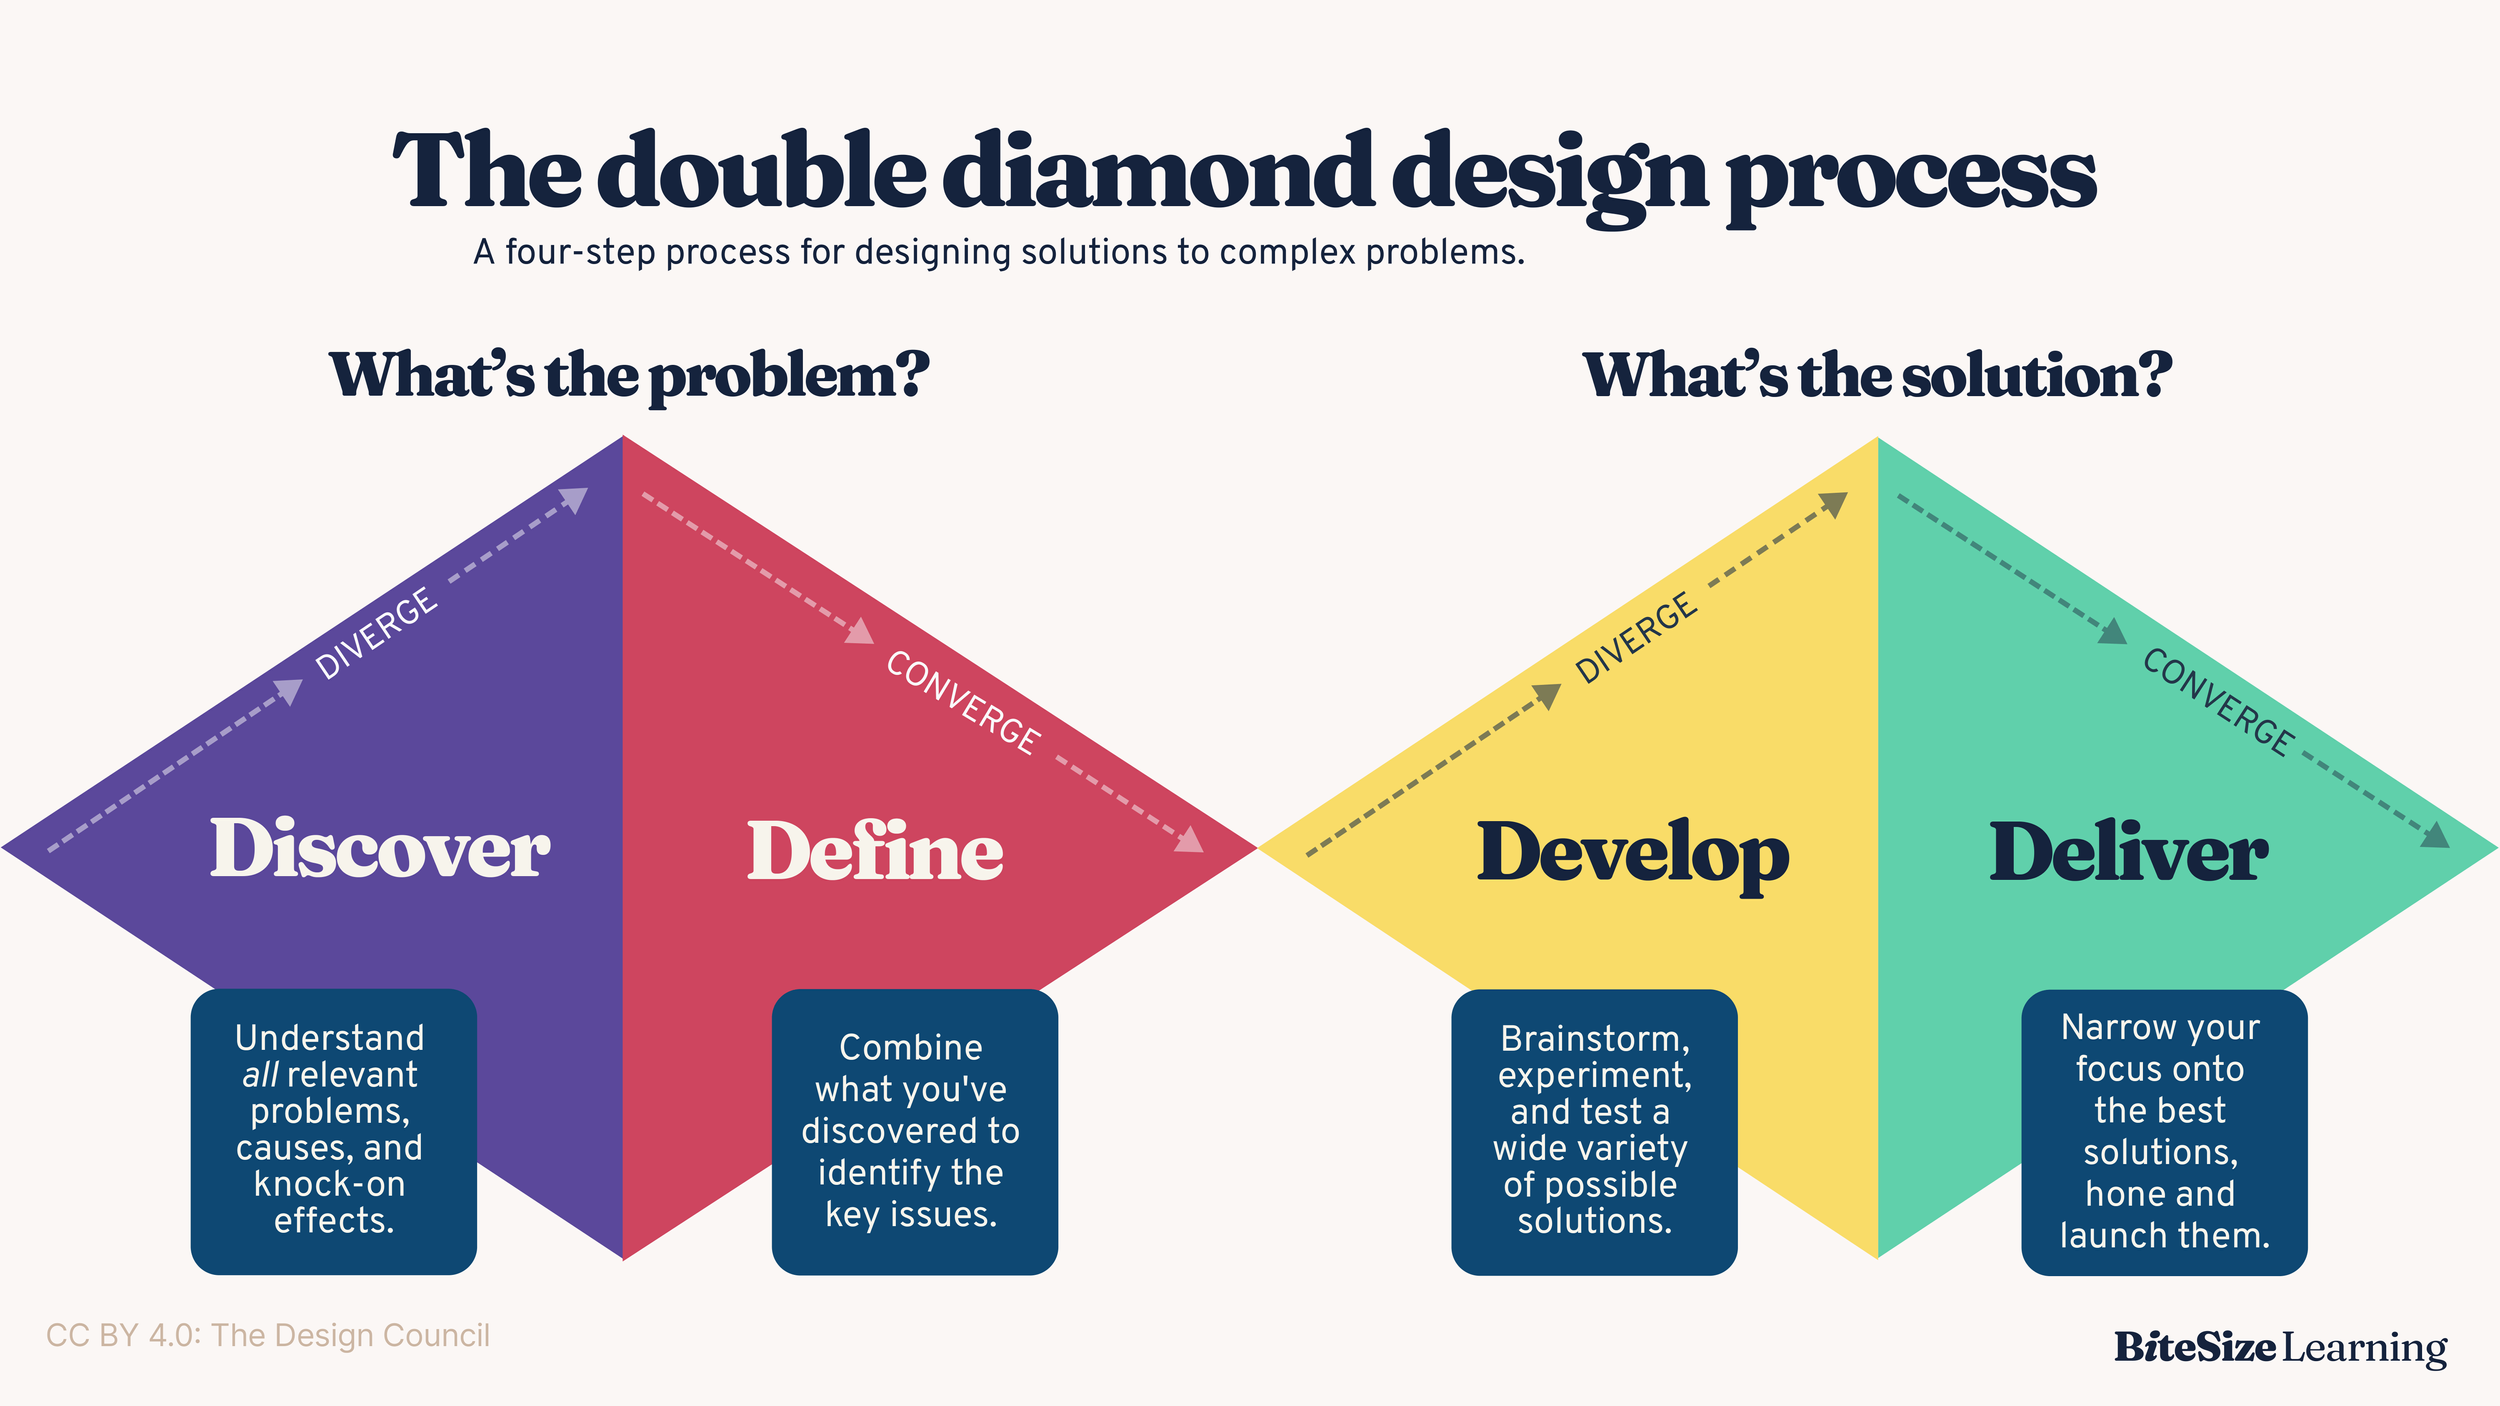 The double diamond design process
A four-step process for designing solutions to complex problems.
What's the problem?
What's the solution?
DIVERGE
CONVERGE
DIVERGE
CONVERGE
Discover
Define
Develop
Deliver
Understand
all relevant
problems,
causes, and
knock-on
effects.
Combine
what you've
discovered to
identify the
key issues.
Brainstorm,
experiment,
and test a
wide variety
of possible
solutions.
Narrow your
focus onto
the best
solutions,
hone and
launch them.
CC BY 4.0: The Design Council
BiteSize Learning